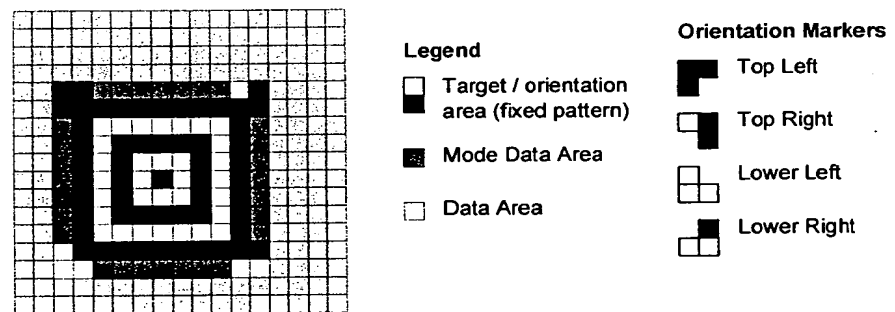 Legend
Target / orientation
area (fixed pattern)
Mode Data Area
Data Area
Orientation Markers
Top Left
Top Right
Lower Left
Lower Right